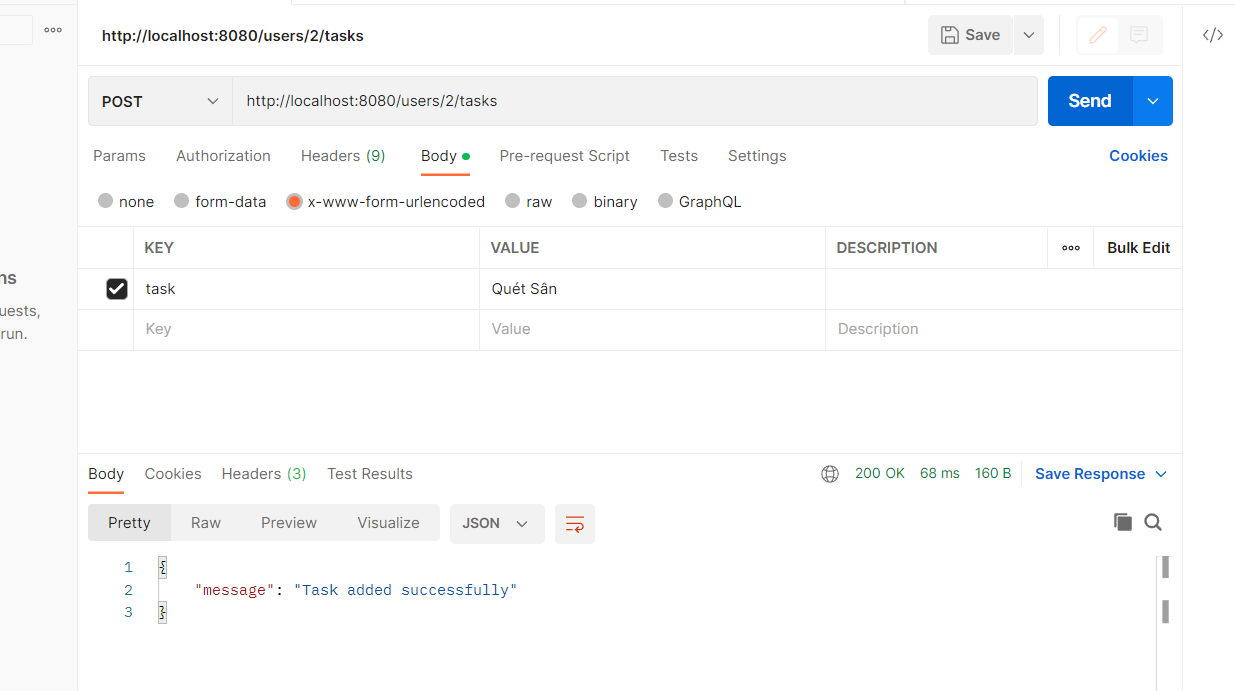 http://localhost:8080/users/2/tasks
Save
POST
http://localhost:8080/users/2/tasks
Send
Params Authorization Headers (9) Body Pre-request Script Tests Settings Cookies
none form-data x-www-form-urlencoded raw binary GraphQL
KEY VALUE DESCRIPTION Bulk Edit
task Quét Sân
Key Value Description
ns
uests,
run.
Body Cookies Headers (3) Test Results 200 OK 68 ms 160 B Save Response
Pretty Raw Preview Visualize JSON
1 {
2 "message": "Task added successfully"
3 }